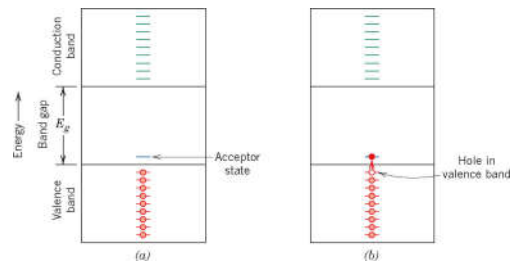 Energy
Conduction
band
Band gap
E_g
Valence
band
Acceptor
state
(a)
Hole in
valence band
(b)